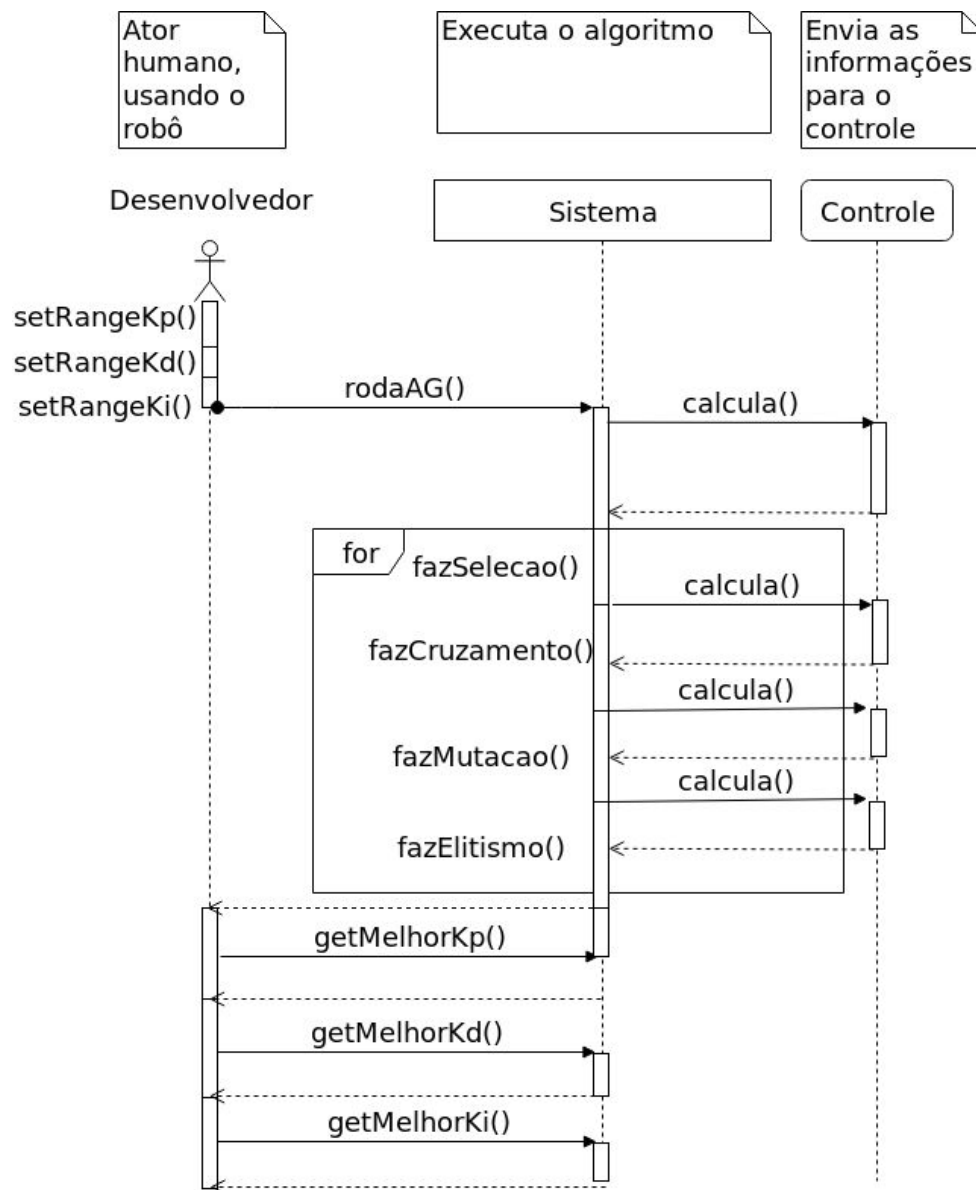 Ator
humano,
usando o
robô
Executa o algoritmo
Envia as
informações
para o
controle
Desenvolvedor
Sistema
Controle
setRangeKp()
setRangeKd()
setRangeKi()
rodaAG()
calcula()
for
fazSelecao()
calcula()
fazCruzamento()
calcula()
fazMutacao()
calcula()
fazElitismo()
getMelhorKp()
getMelhorKd()
getMelhorKi()